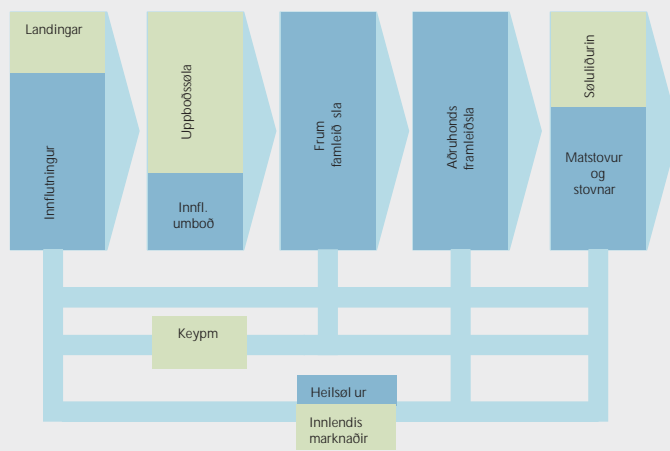 Landingar
Innflutningur
Uppboðssøla
Innfl.
umboð
Frum
famleið sla
Aðruhonds
framleiðsla
Søluliðurin
Matstovur
og
stovnar
Keypm
Heilsøl ur
Innlendis
marknaðir